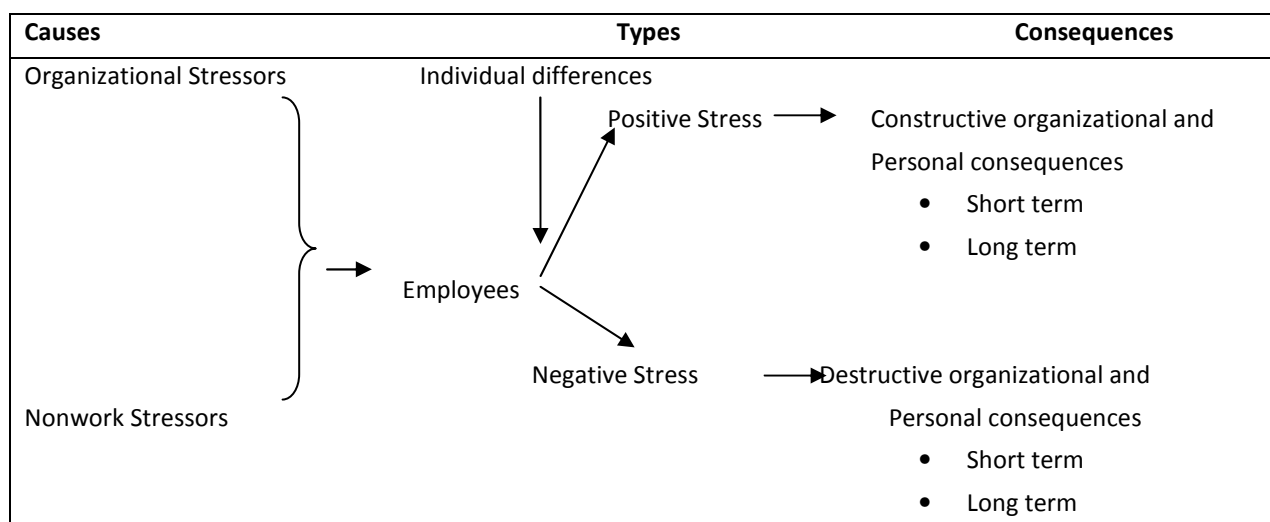 Causes Types Consequences
Organizational Stressors Individual differences
Positive Stress Constructive organizational and
Personal consequences
• Short term
• Long term
Employees
Negative Stress Destructive organizational and
Nonwork Stressors Personal consequences
• Short term
• Long term